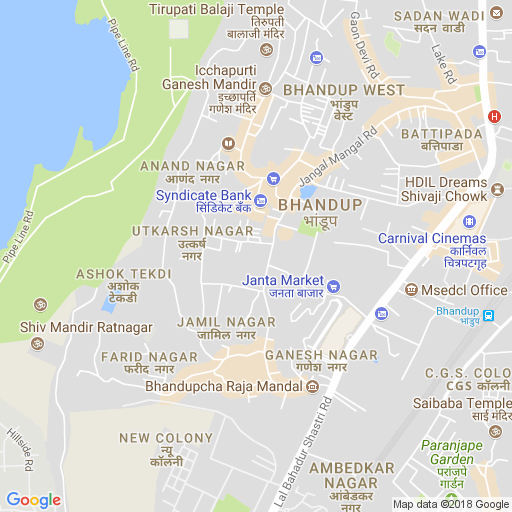 Tirupati Balaji Temple
तिरुपती
बालाजी मंदिर
SADAN WADI
सदन वाडी
Pipe Line Rd
Gaon Devi Rd
Lake Rd
Icchapurti
Ganesh Mandir
इच्छापर्ति
गणेश मंदिर
BHANDUP WEST
भांडुप
वेस्ट
H
BATTIPADA
बत्तिपाडा
Jangal Mangal Rd
ANAND NAGAR
आणंद नगर
HDIL Dreams
Shivaji Chowk
Syndicate Bank
सिंडिकेट बँक
BHANDUP
भांडूप
Pipe Line Rd
UTKARSH NAGAR
उत्कर्ष
नगर
Carnival Cinemas
कार्निवल
चित्रपटगृह
ASHOK TEKDI
अशोक
टेकडी
Janta Market
जनता बाजार
Msedcl Office
Bhandup
भांडुप
Shiv Mandir Ratnagar
JAMIL NAGAR
जामिल नगर
FARID NAGAR
फरीद नगर
GANESH NAGAR
गणेश नगर
Bhandupcha Raja Mandal
C.G.S. COLO
CGS कॉलनी
Saibaba Temple
साई मंदिर
Hillside Rd
NEW COLONY
न्यू
कॉलनी
Lal Bahadur Shastri Rd
Paranjape
Garden
परांजपे
गार्डन
AMBEDKAR
NAGAR
आंबेडकर
नगर
Google
Map data ©2018 Google